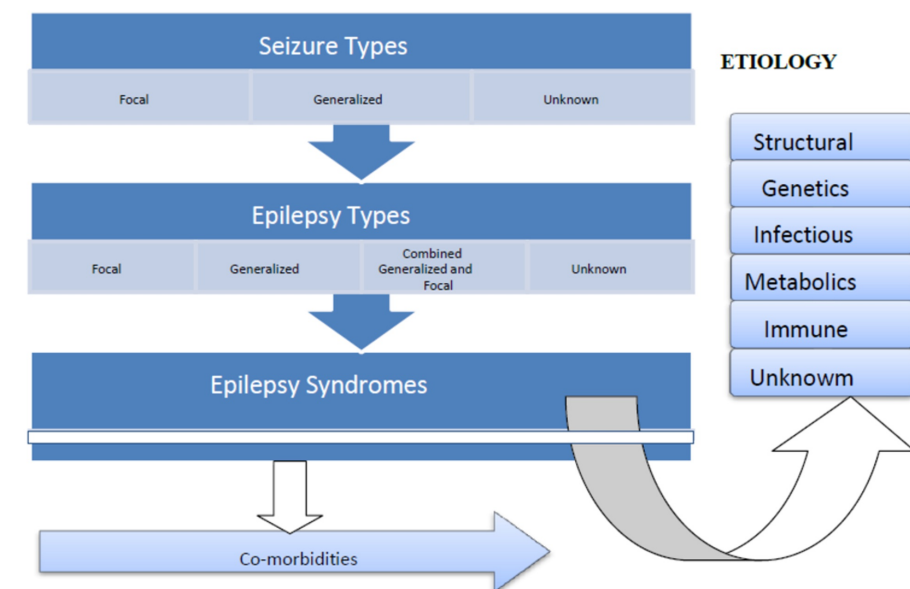 Seizure Types
Focal
Generalized
Unknown
ETIOLOGY
Structural
Genetics
Infectious
Metabolics
Immune
Unknowm
Epilepsy Types
Focal
Generalized
Combined
Generalized and
Focal
Unknown
Epilepsy Syndromes
Co-morbidities